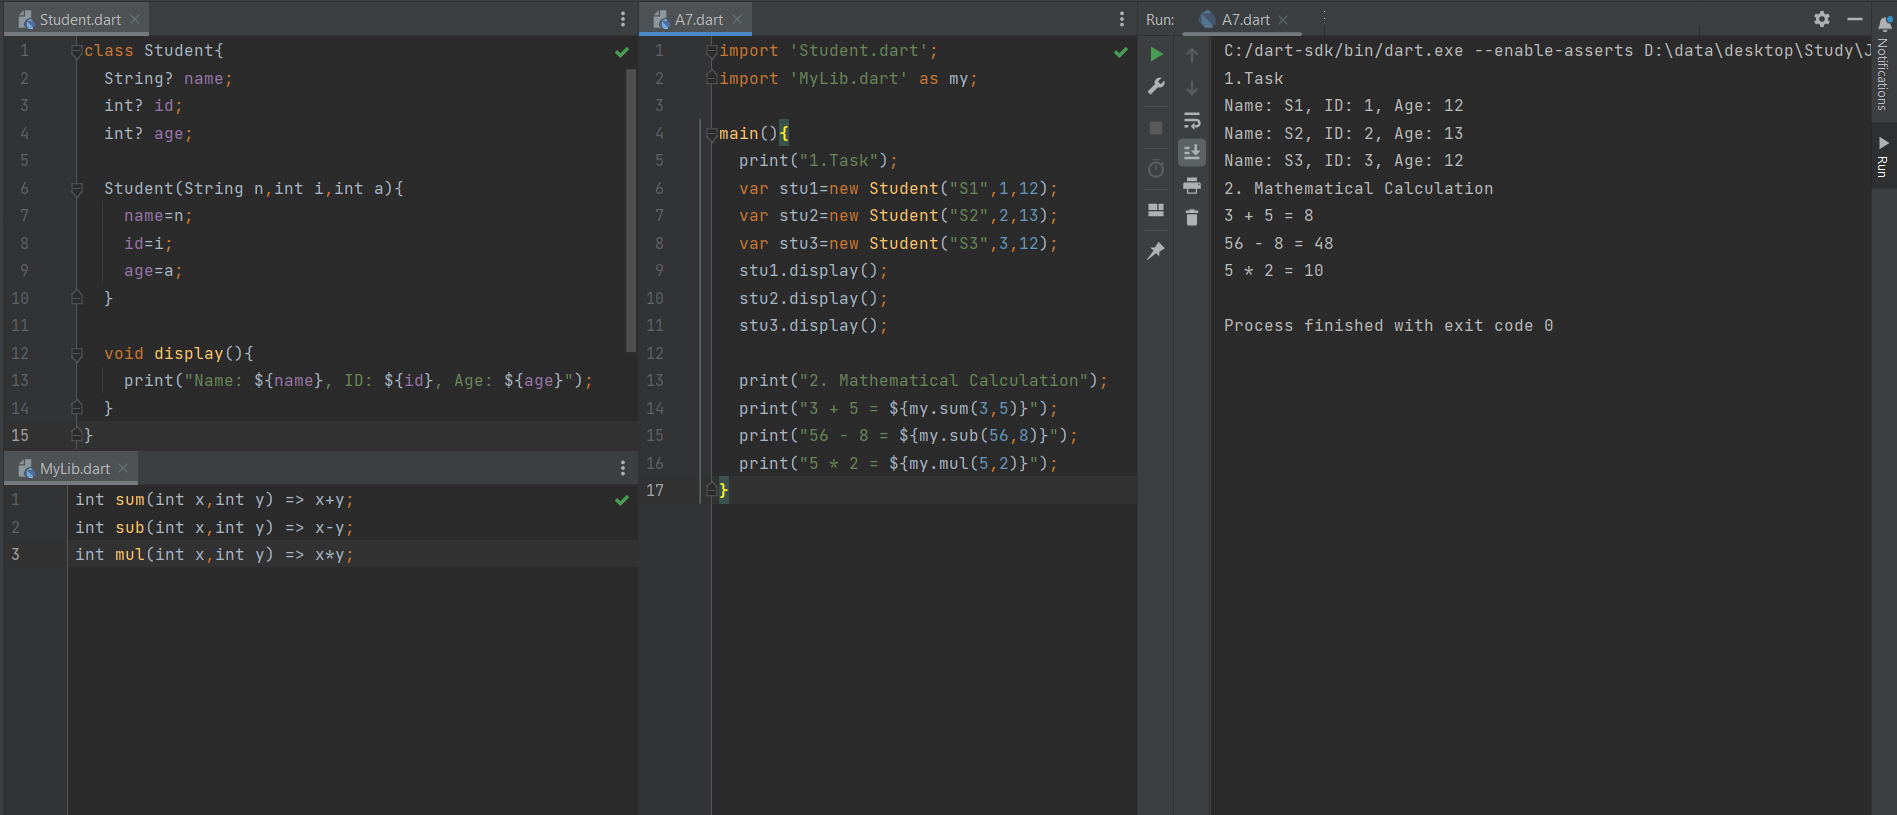 Student.dart
1 class Student{
2 String? name;
3 int? id;
4 int? age;
5
6 Student(String n,int i,int a){
7 name=n;
8 id=i;
9 age=a;
10 }
11
12 void display(){
13 print("Name: ${name}, ID: ${id}, Age: ${age}");
14 }
15 }
MyLib.dart
1 int sum(int x,int y) => x+y;
2 int sub(int x,int y) => x-y;
3 int mul(int x,int y) => x*y;
A7.dart
1 import 'Student.dart';
2 import 'MyLib.dart' as my;
3
4 main(){
5 print("1.Task");
6 var stu1=new Student("S1",1,12);
7 var stu2=new Student("S2",2,13);
8 var stu3=new Student("S3",3,12);
9 stu1.display();
10 stu2.display();
11 stu3.display();
12
13 print("2. Mathematical Calculation");
14 print("3 + 5 = ${my.sum(3,5)}");
15 print("56 - 8 = ${my.sub(56,8)}");
16 print("5 * 2 = ${my.mul(5,2)}");
17 }
Run: A7.dart
C:/dart-sdk/bin/dart.exe --enable-asserts D:\data\desktop\Study\J
1.Task
Name: S1, ID: 1, Age: 12
Name: S2, ID: 2, Age: 13
Name: S3, ID: 3, Age: 12
2. Mathematical Calculation
3 + 5 = 8
56 - 8 = 48
5 * 2 = 10
Process finished with exit code 0
Notifications
Run